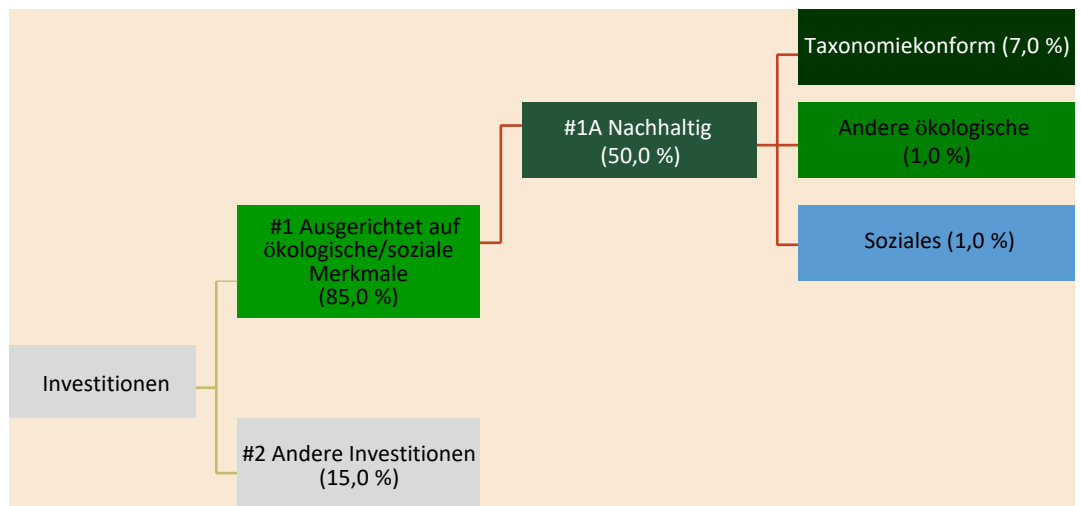 Taxonomiekonform (7,0 %)
#1A Nachhaltig
(50,0 %)
Andere ökologische
(1,0 %)
#1 Ausgerichtet auf
ökologische/soziale
Merkmale
(85,0 %)
Soziales (1,0 %)
Investitionen
#2 Andere Investitionen
(15,0 %)